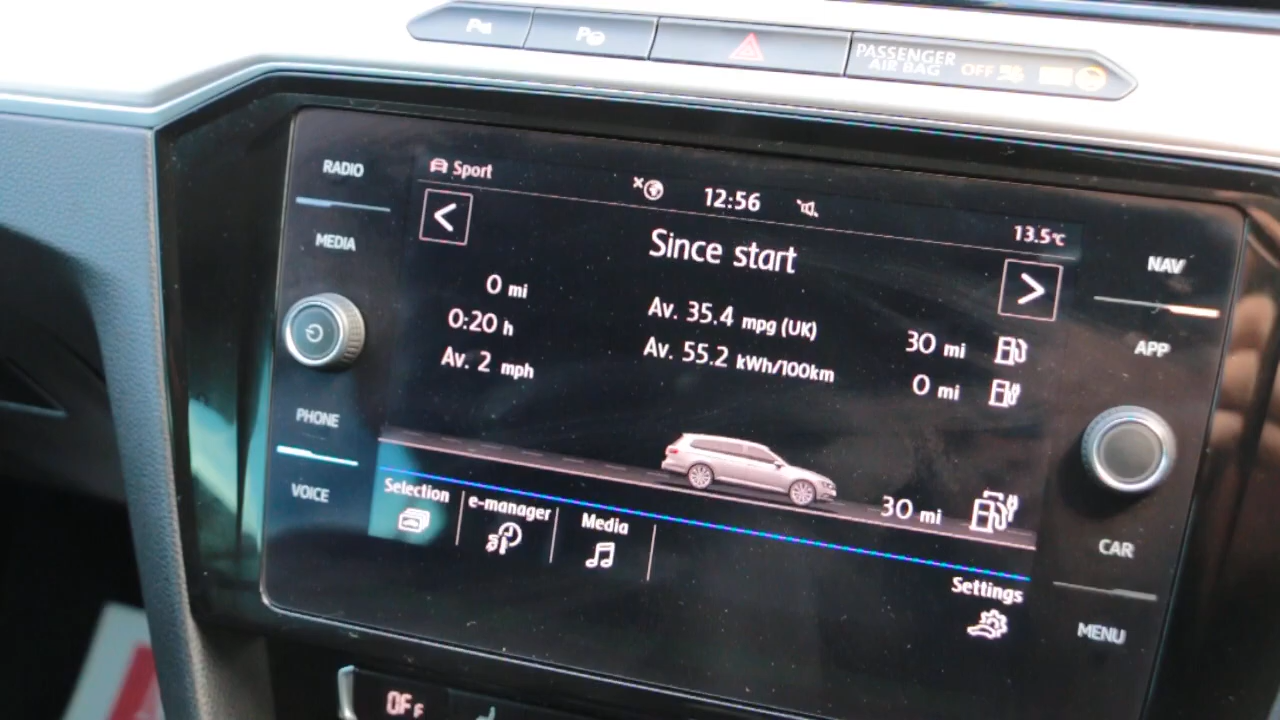 P
P
PASSENGER
AIR BAG OFF
RADIO
Sport
12:56
13.5°C
MEDIA
Since start
NAV
0 mi
Av. 35.4 mpg (UK)
30 mi
0:20 h
Av. 55.2 kWh/100km
0 mi
Av. 2 mph
APP
PHONE
VOICE
30 mi
Selection
e-manager
Media
Settings
CAR
MENU
OFF